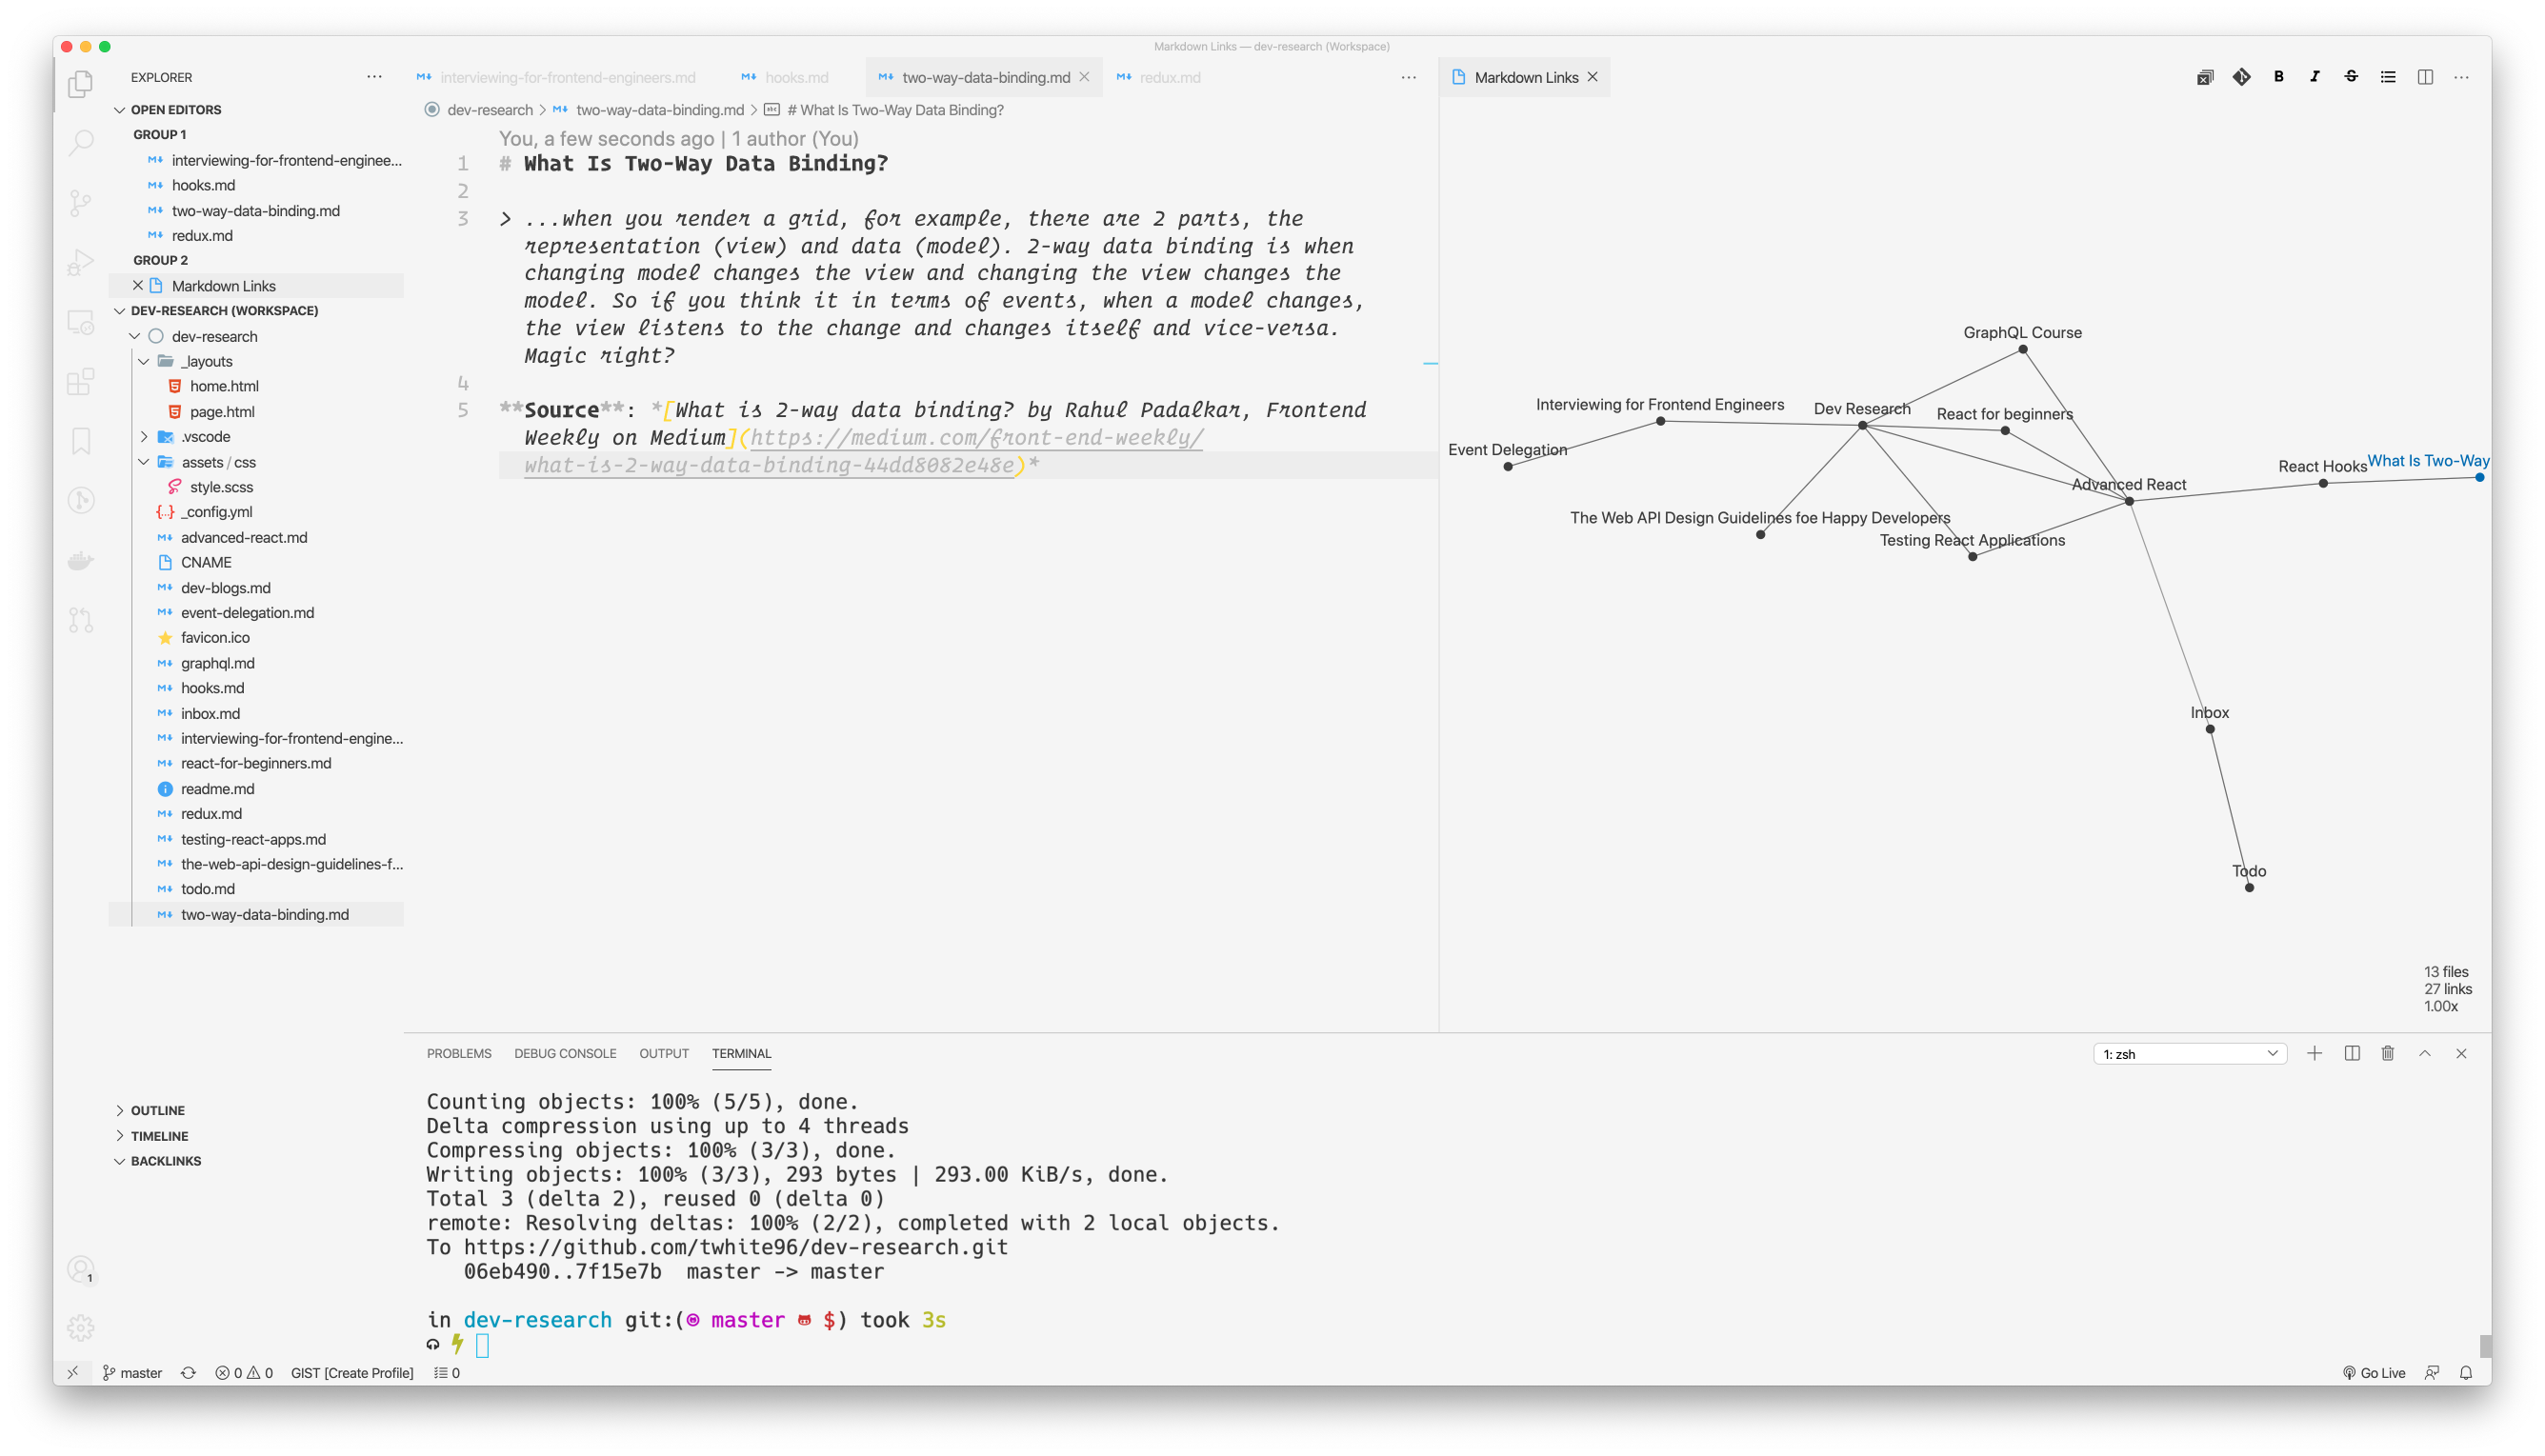 Markdown Links — dev-research (Workspace)
EXPLORER
OPEN EDITORS
GROUP 1
interviewing-for-frontend-enginee...
hooks.md
two-way-data-binding.md
redux.md
GROUP 2
Markdown Links
DEV-RESEARCH (WORKSPACE)
dev-research
_layouts
home.html
page.html
.vscode
assets / css
style.scss
_config.yml
advanced-react.md
CNAME
dev-blogs.md
event-delegation.md
favicon.ico
graphql.md
hooks.md
inbox.md
interviewing-for-frontend-engine...
react-for-beginners.md
readme.md
redux.md
testing-react-apps.md
the-web-api-design-guidelines-f...
todo.md
two-way-data-binding.md
OUTLINE
TIMELINE
BACKLINKS
1
interviewing-for-frontend-engineers.md
hooks.md
two-way-data-binding.md
redux.md
dev-research > two-way-data-binding.md > # What Is Two-Way Data Binding?
You, a few seconds ago | 1 author (You)
1 # What Is Two-Way Data Binding?
2
3 > ...when you render a grid, for example, there are 2 parts, the
representation (view) and data (model). 2-way data binding is when
changing model changes the view and changing the view changes the
model. So if you think it in terms of events, when a model changes,
the view listens to the change and changes itself and vice-versa.
Magic right?
4
5 **Source**: *[What is 2-way data binding? by Rahul Padalkar, Frontend
Weekly on Medium](https://medium.com/front-end-weekly/
what-is-2-way-data-binding-44dd8082e48e)*
Markdown Links
B I S
GraphQL Course
Interviewing for Frontend Engineers
Dev Research
React for beginners
Event Delegation
React Hooks
What Is Two-Way
Advanced React
The Web API Design Guidelines foe Happy Developers
Testing React Applications
Inbox
Todo
13 files
27 links
1.00x
PROBLEMS
DEBUG CONSOLE
OUTPUT
TERMINAL
1: zsh
Counting objects: 100% (5/5), done.
Delta compression using up to 4 threads
Compressing objects: 100% (3/3), done.
Writing objects: 100% (3/3), 293 bytes | 293.00 KiB/s, done.
Total 3 (delta 2), reused 0 (delta 0)
remote: Resolving deltas: 100% (2/2), completed with 2 local objects.
To https://github.com/twhite96/dev-research.git
06eb490..7f15e7b  master -> master
in dev-research git:( master $) took 3s
master
0
0
GIST [Create Profile]
0
Go Live